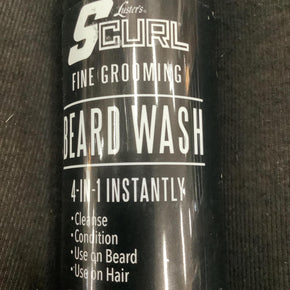 Luster's
SCURL
FINE GROOMING
BEARD WASH
4-IN-1 INSTANTLY
• Cleanse
• Condition
• Use on Beard
• Use on Hair